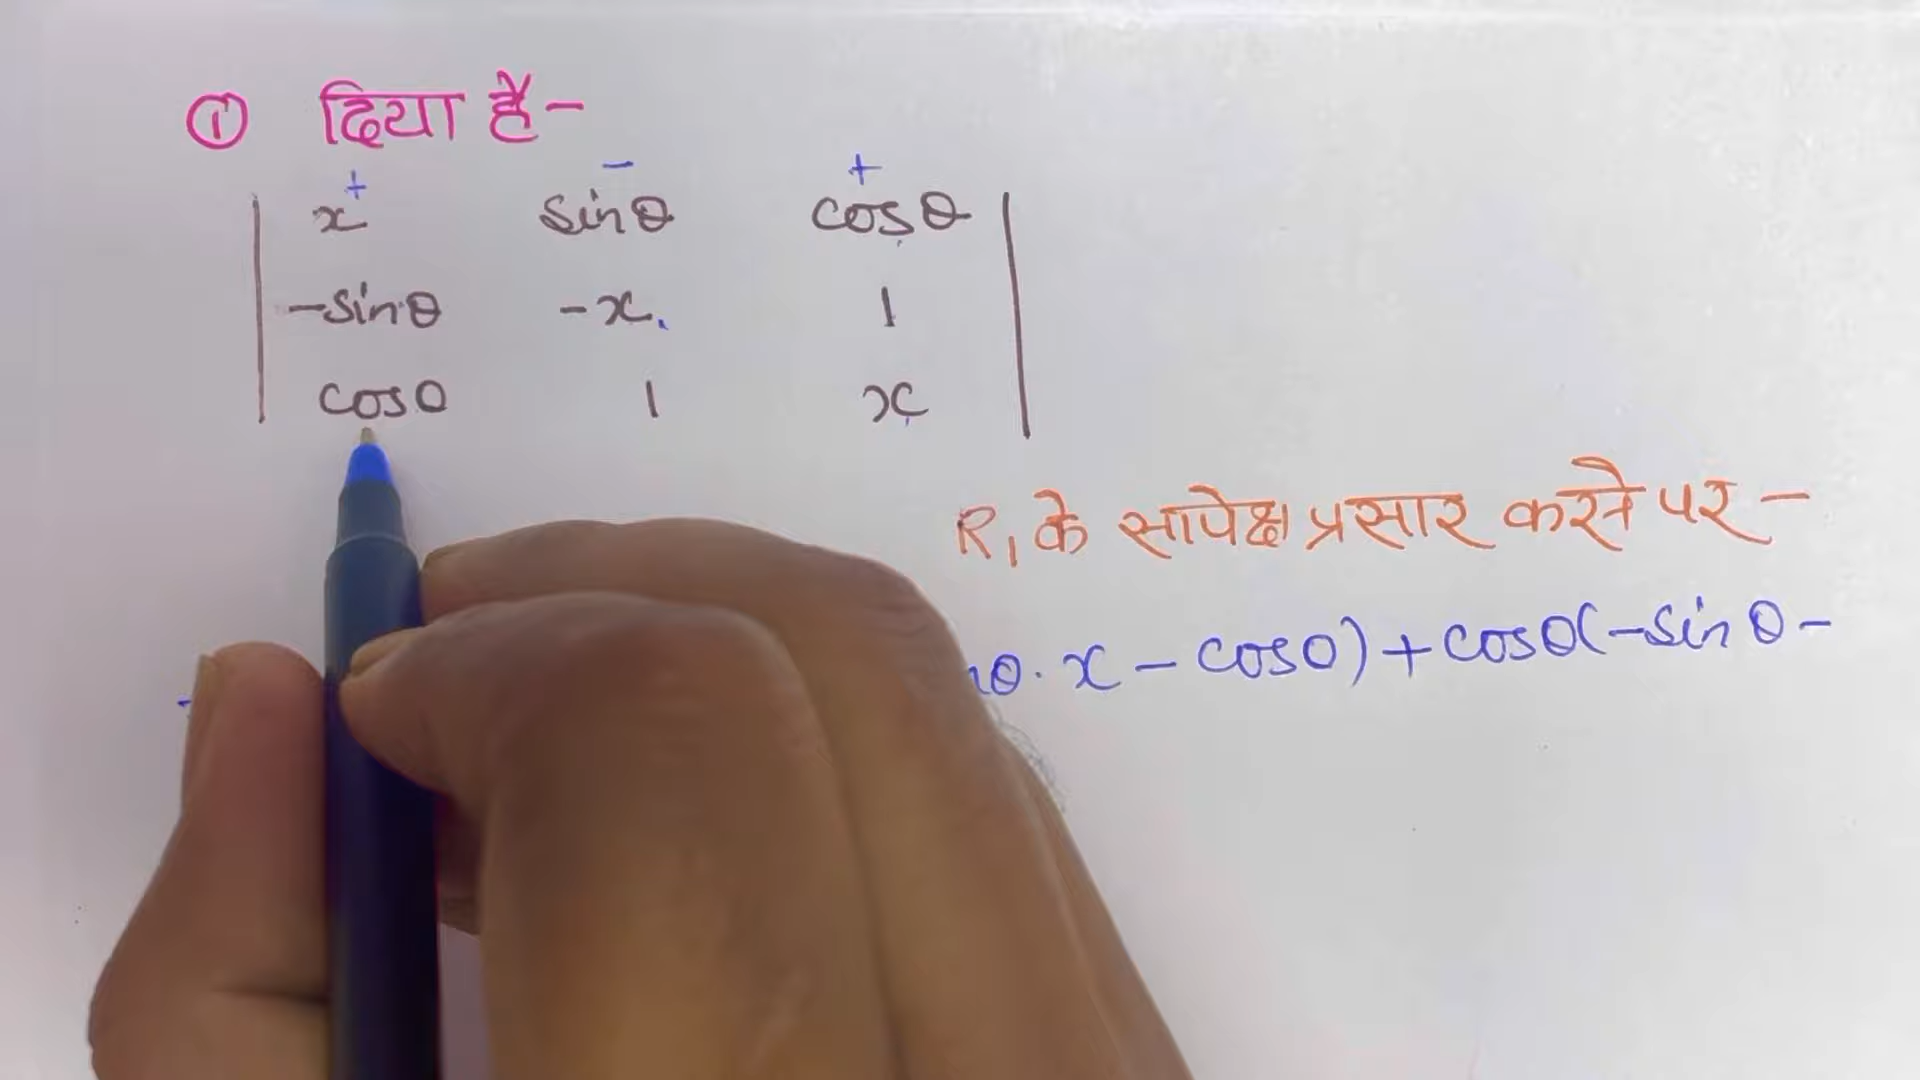 ① दिया है-
+ - +
x sinθ cosθ
-sinθ -x 1
cosθ 1 x
R₁ के सापेक्ष प्रसार करने पर -
θ· x - cosθ) + cosθ(-sinθ -